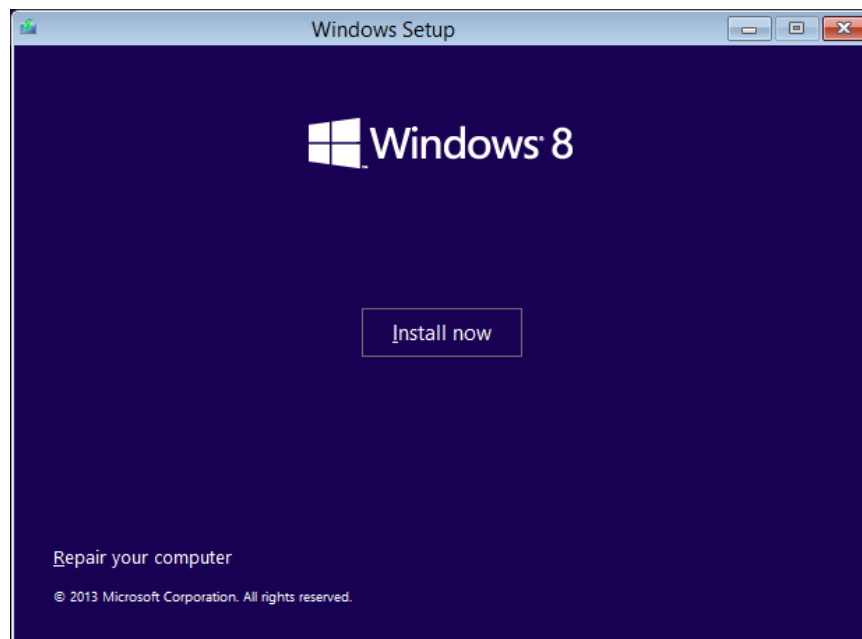 Windows Setup
Windows® 8
Install now
Repair your computer
© 2013 Microsoft Corporation. All rights reserved.